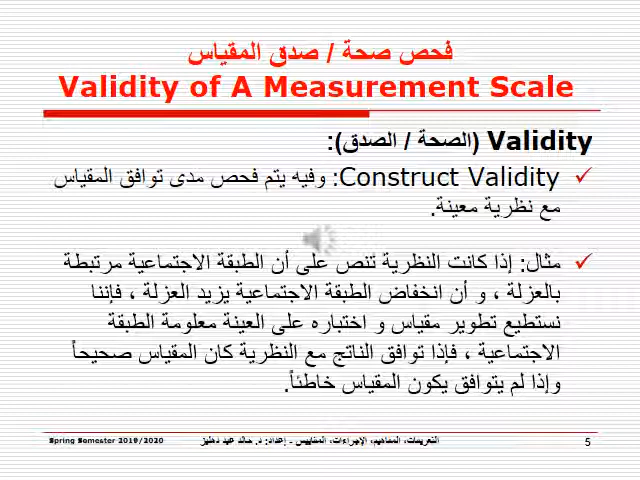 فحص صحة / صدق المقياس
Validity of A Measurement Scale
Validity (الصحة / الصدق):
Construct Validity: وفيه يتم فحص مدى توافق المقياس
مع نظرية معينة.
مثال: إذا كانت النظرية تنص على أن الطبقة الاجتماعية مرتبطة
بالعزلة ، و أن انخفاض الطبقة الاجتماعية يزيد العزلة ، فإننا
نستطيع تطوير مقياس و اختباره على العينة معلومة الطبقة
الاجتماعية ، فإذا توافق الناتج مع النظرية كان المقياس صحيحاً
وإذا لم يتوافق يكون المقياس خاطئاً.
Spring Semester 2019/2020
التعريفات، المفاهيم، الإجراءات، المقاييس - إعداد: د. خالد عبد دهليز
5